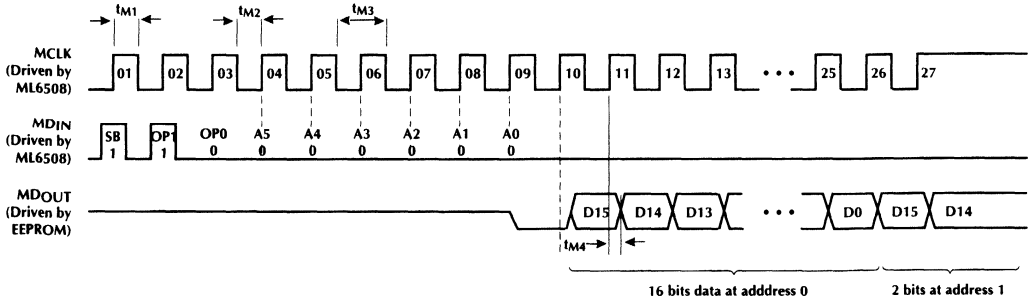 tM1 tM2 tM3
MCLK
(Driven by
ML6508)
01 02 03 04 05 06 07 08 09 10 11 12 13 • • • 25 26 27
MDIN
(Driven by
ML6508)
SB OP1 OP0 A5 A4 A3 A2 A1 A0
1 1 0 0 0 0 0 0 0
MDOUT
(Driven by
EEPROM)
D15 D14 D13 • • • D0 D15 D14
tM4
16 bits data at adddress 0 2 bits at address 1